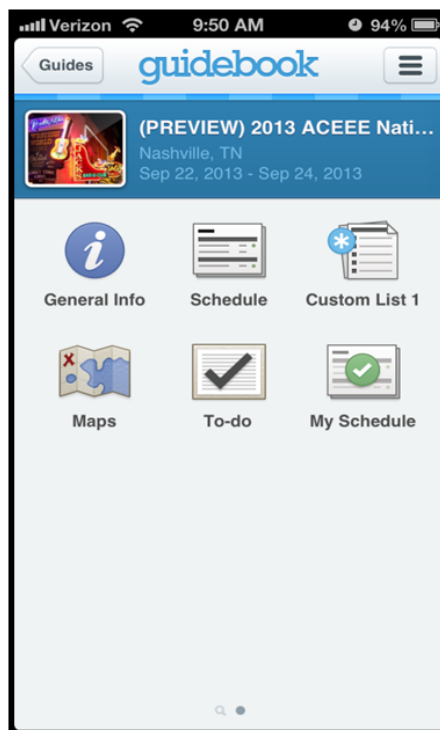 Verizon 9:50 AM 94%
Guides guidebook
(PREVIEW) 2013 ACEEE Nati...
Nashville, TN
Sep 22, 2013 - Sep 24, 2013
General Info Schedule Custom List 1
Maps To-do My Schedule